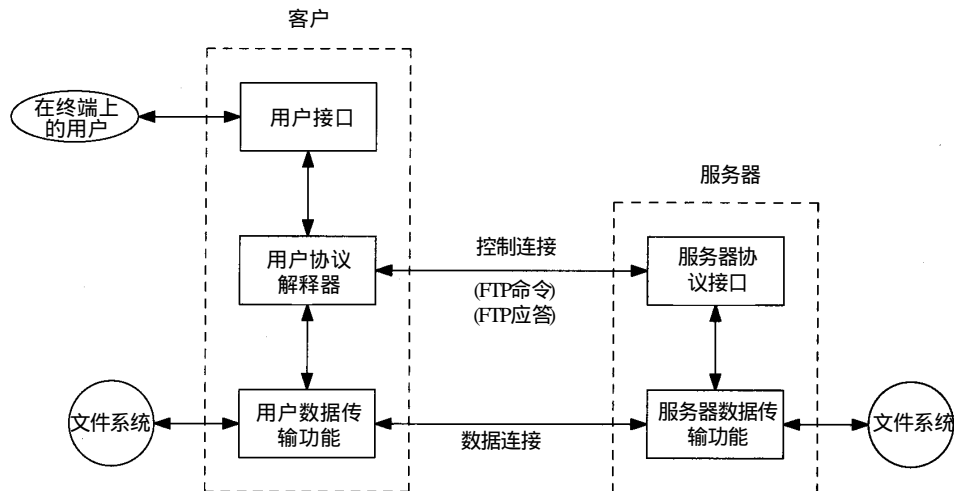 客户
在终端上
的用户
用户接口
服务器
用户协议
解释器
控制连接
(FTP命令)
(FTP应答)
服务器协
议接口
文件系统
用户数据传
输功能
数据连接
服务器数据传
输功能
文件系统